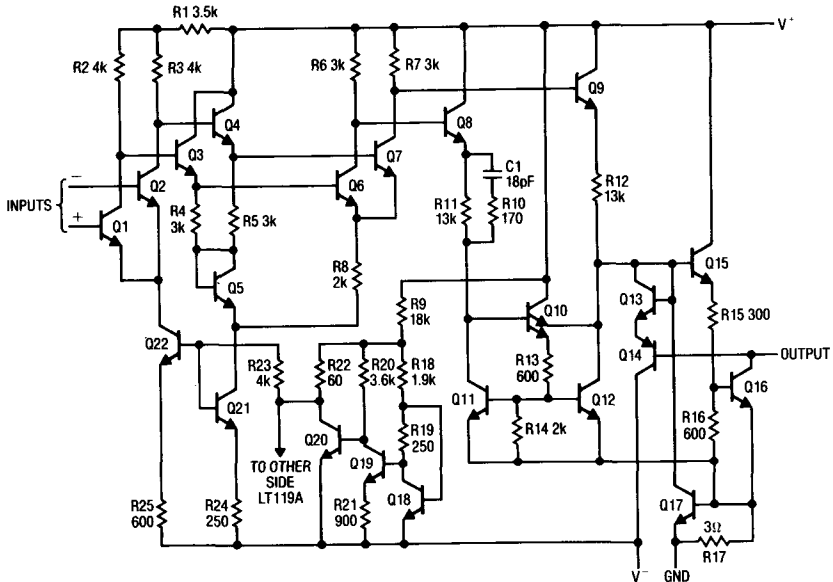 R1 3.5k
V+
R2 4k
R3 4k
R6 3k
R7 3k
Q9
Q4
Q8
Q3
Q7
C1
18pF
−
Q2
Q6
INPUTS
R12
13k
R4
3k
R5 3k
R11
13k
R10
170
+
Q1
R8
2k
Q15
Q5
R9
18k
Q10
Q13
R15 300
Q22
R23
4k
R22
60
R20
3.6k
R18
1.9k
R13
600
Q14
OUTPUT
Q21
Q11
Q12
Q16
R19
250
R14 2k
R16
600
Q20
Q19
TO OTHER
SIDE
LT119A
Q18
R25
600
R24
250
R21
900
Q17
3Ω
R17
V−
GND